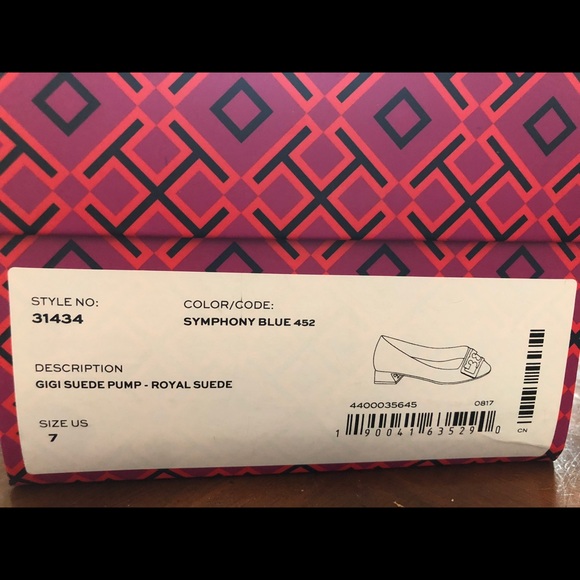 STYLE NO:
31434
COLOR/CODE:
SYMPHONY BLUE 452
DESCRIPTION
GIGI SUEDE PUMP - ROYAL SUEDE
SIZE US
7
4400035645 0817
1 90041 63529 0
CN